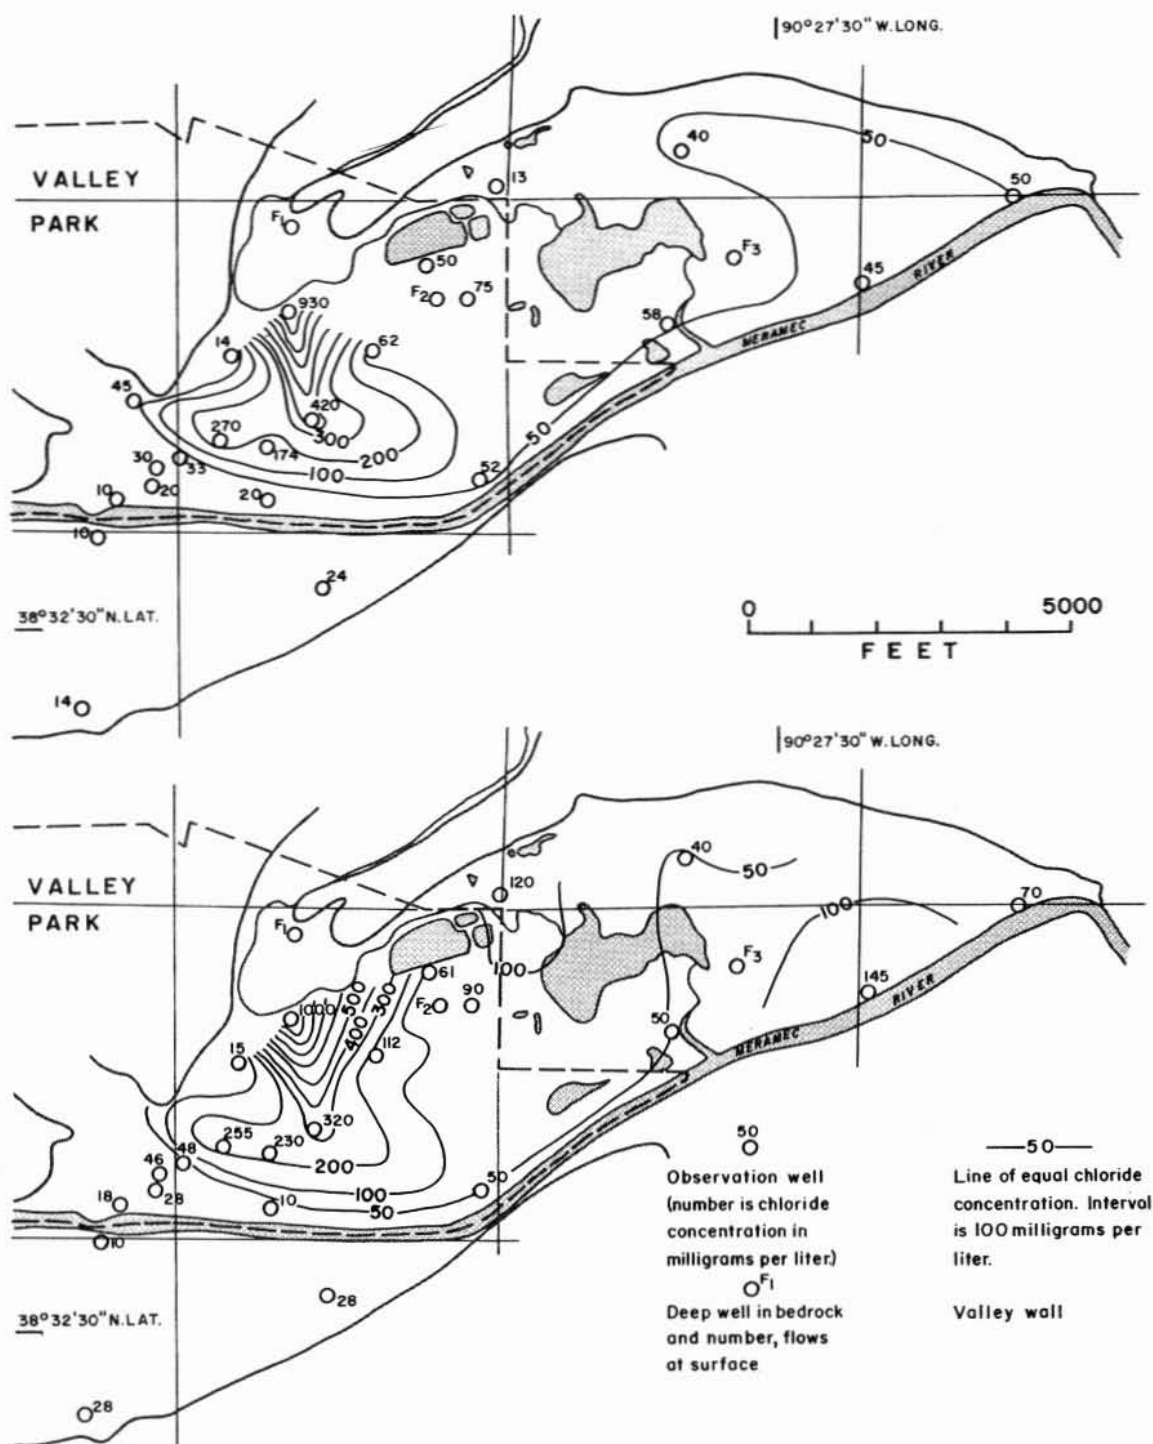 90°27'30" W. LONG.
40
50
VALLEY
13
50
PARK
F1
50
F3
F2
75
45
RIVER
930
58
MERAMEC
14
62
45
420
270
300
50
174
200
30
33
100
52
10
20
20
10
24
0 5000
38°32'30" N. LAT.
FEET
14
90°27'30" W. LONG.
40
50
VALLEY
120
70
PARK
100
F1
61
100
F3
500
300
145
RIVER
1000
F2
90
400
50
MERAMEC
15
112
320
255
230
48
200
46
50
100
18
28
10
50
10
28
38°32'30" N. LAT.
28
50
Observation well
(number is chloride
concentration in
milligrams per liter.)
F1
Deep well in bedrock
and number, flows
at surface
50
Line of equal chloride
concentration. Interval
is 100 milligrams per
liter.
Valley wall